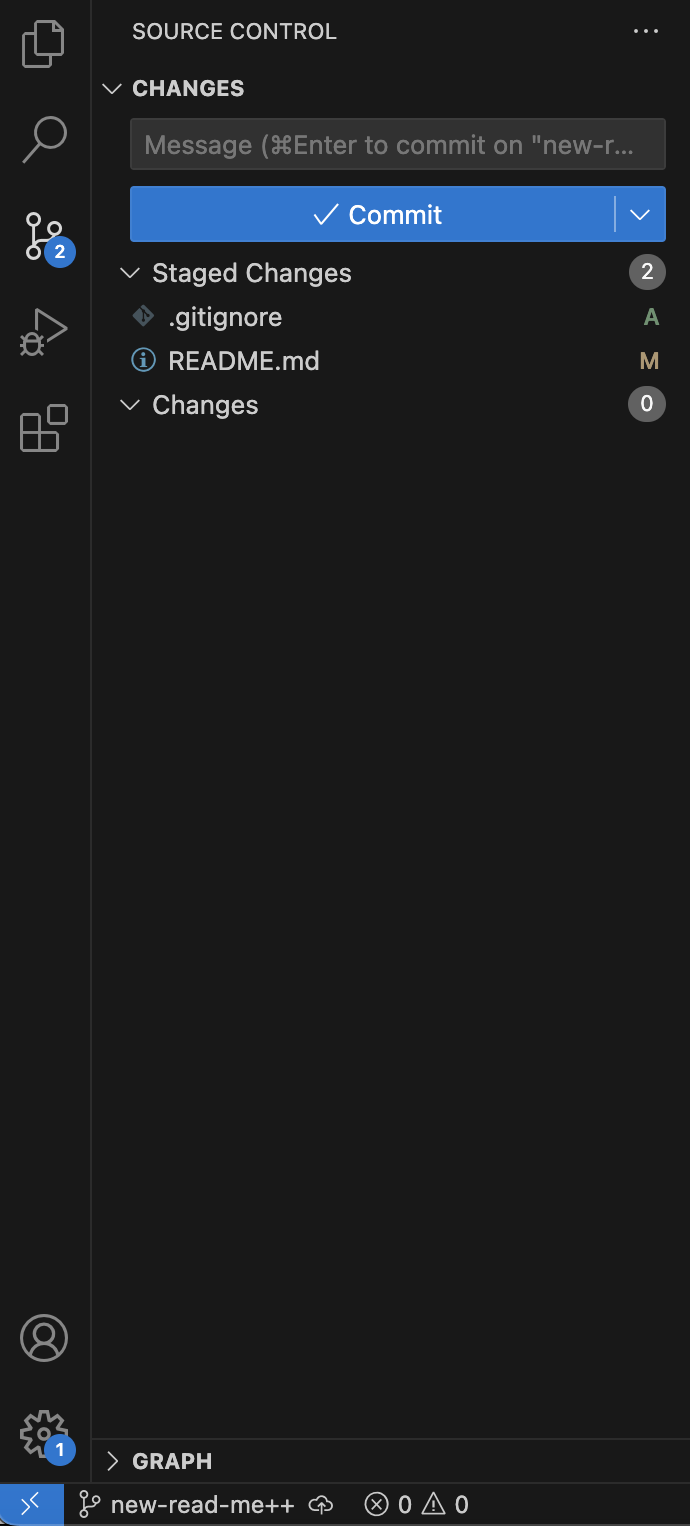 SOURCE CONTROL
CHANGES
Message (⌘Enter to commit on "new-r...
Commit
2
Staged Changes 2
.gitignore A
README.md M
Changes 0
1
GRAPH
new-read-me++ 0 0